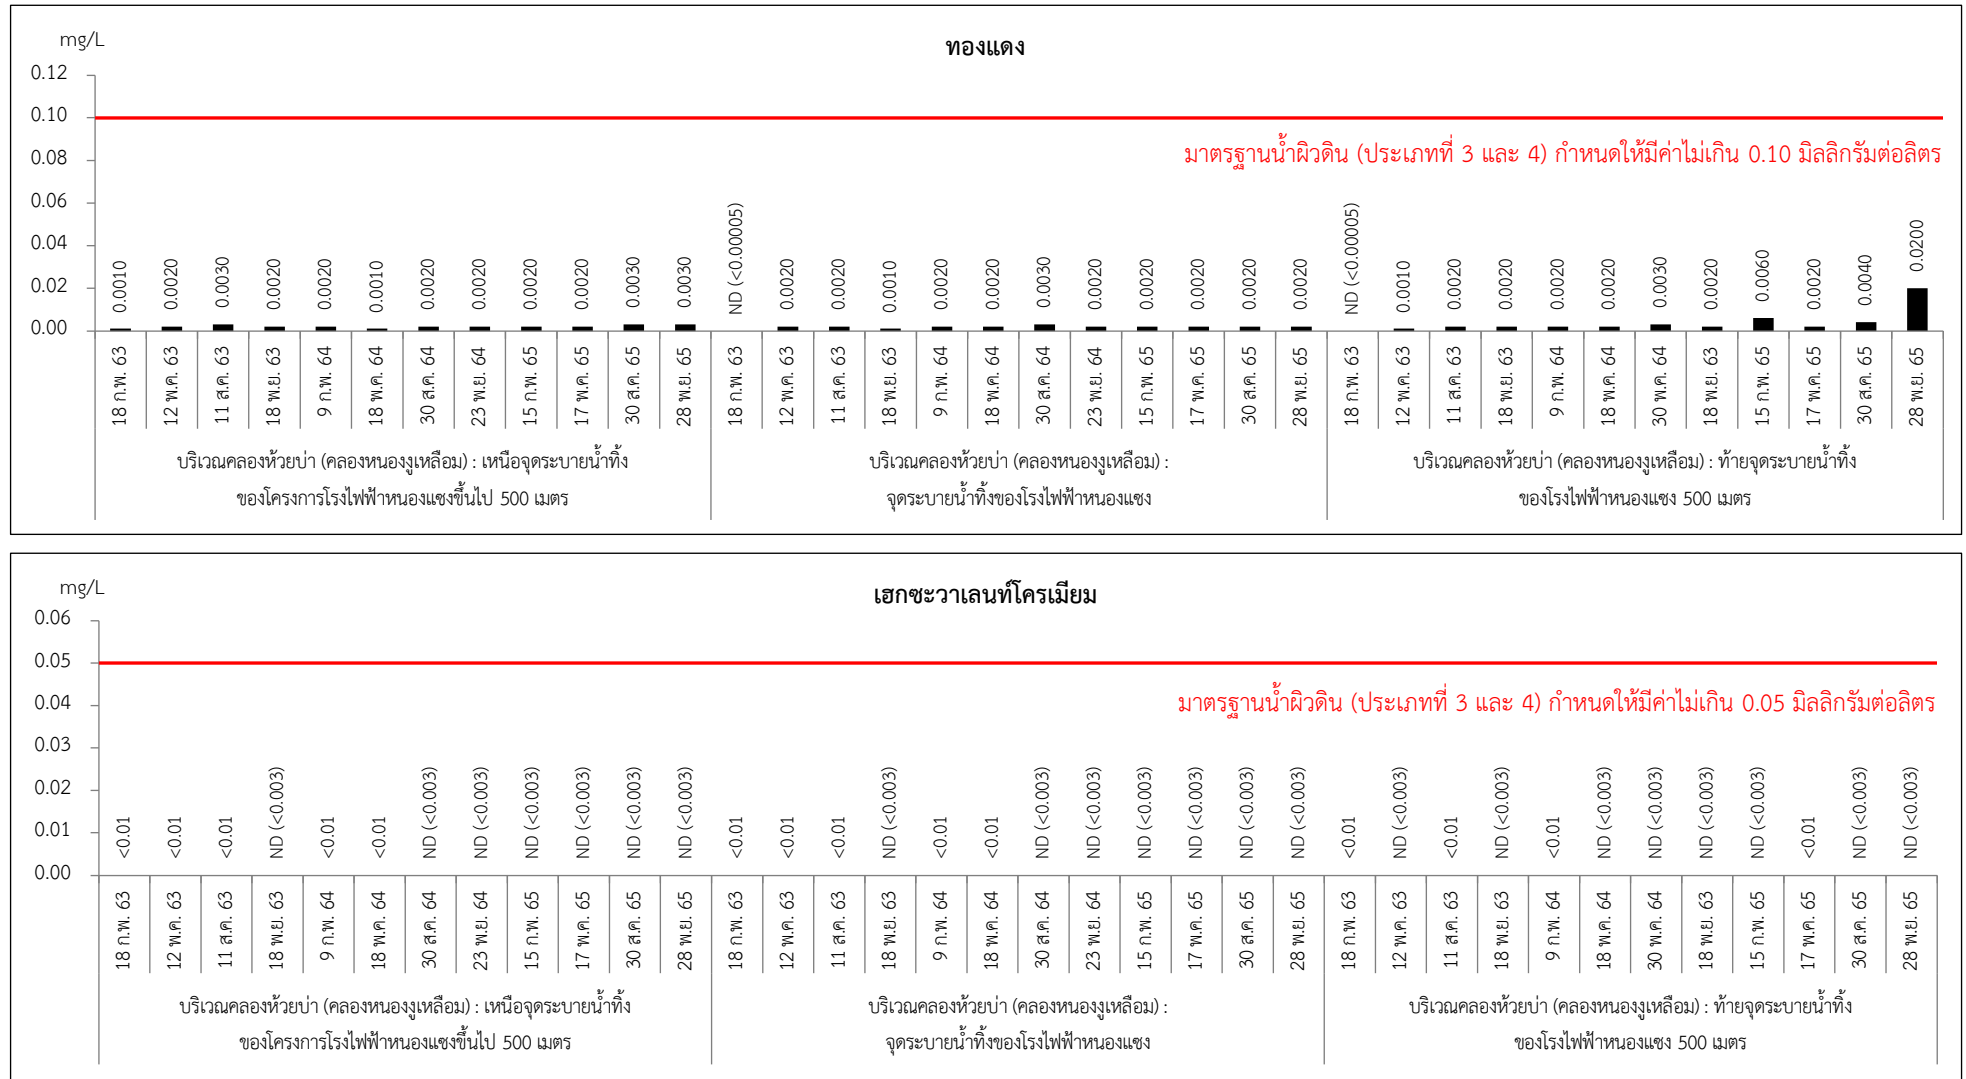 mg/L
ทองแดง
0.12
0.10
0.08
0.06
0.04
0.02
0.00
มาตรฐานน้ำผิวดิน (ประเภทที่ 3 และ 4) กำหนดให้มีค่าไม่เกิน 0.10 มิลลิกรัมต่อลิตร
0.0010 0.0020 0.0030 0.0020 0.0020 0.0010 0.0020 0.0020 0.0020 0.0020 0.0030 0.0030 ND (<0.00005) 0.0020 0.0020 0.0010 0.0020 0.0020 0.0030 0.0020 0.0020 0.0020 0.0020 0.0020 ND (<0.00005) 0.0010 0.0020 0.0020 0.0020 0.0020 0.0030 0.0020 0.0060 0.0020 0.0040 0.0200
18 ก.พ. 63 12 พ.ค. 63 11 ส.ค. 63 18 พ.ย. 63 9 ก.พ. 64 18 พ.ค. 64 30 ส.ค. 64 23 พ.ย. 64 15 ก.พ. 65 17 พ.ค. 65 30 ส.ค. 65 28 พ.ย. 65 18 ก.พ. 63 12 พ.ค. 63 11 ส.ค. 63 18 พ.ย. 63 9 ก.พ. 64 18 พ.ค. 64 30 ส.ค. 64 23 พ.ย. 64 15 ก.พ. 65 17 พ.ค. 65 30 ส.ค. 65 28 พ.ย. 65 18 ก.พ. 63 12 พ.ค. 63 11 ส.ค. 63 18 พ.ย. 63 9 ก.พ. 64 18 พ.ค. 64 30 พ.ค. 64 18 พ.ย. 63 15 ก.พ. 65 17 พ.ค. 65 30 ส.ค. 65 28 พ.ย. 65
บริเวณคลองห้วยบ่า (คลองหนองงูเหลือม) : เหนือจุดระบายน้ำทิ้ง
ของโครงการโรงไฟฟ้าหนองแซงขึ้นไป 500 เมตร
บริเวณคลองห้วยบ่า (คลองหนองงูเหลือม) :
จุดระบายน้ำทิ้งของโรงไฟฟ้าหนองแซง
บริเวณคลองห้วยบ่า (คลองหนองงูเหลือม) : ท้ายจุดระบายน้ำทิ้ง
ของโรงไฟฟ้าหนองแซง 500 เมตร
mg/L
เฮกซะวาเลนท์โครเมียม
0.06
0.05
0.04
0.03
0.02
0.01
0.00
มาตรฐานน้ำผิวดิน (ประเภทที่ 3 และ 4) กำหนดให้มีค่าไม่เกิน 0.05 มิลลิกรัมต่อลิตร
<0.01 <0.01 <0.01 ND (<0.003) <0.01 <0.01 ND (<0.003) ND (<0.003) ND (<0.003) ND (<0.003) ND (<0.003) ND (<0.003) <0.01 <0.01 <0.01 ND (<0.003) <0.01 <0.01 ND (<0.003) ND (<0.003) ND (<0.003) ND (<0.003) ND (<0.003) ND (<0.003) <0.01 ND (<0.003) <0.01 ND (<0.003) <0.01 ND (<0.003) ND (<0.003) ND (<0.003) ND (<0.003) <0.01 ND (<0.003) ND (<0.003)
18 ก.พ. 63 12 พ.ค. 63 11 ส.ค. 63 18 พ.ย. 63 9 ก.พ. 64 18 พ.ค. 64 30 ส.ค. 64 23 พ.ย. 64 15 ก.พ. 65 17 พ.ค. 65 30 ส.ค. 65 28 พ.ย. 65 18 ก.พ. 63 12 พ.ค. 63 11 ส.ค. 63 18 พ.ย. 63 9 ก.พ. 64 18 พ.ค. 64 30 ส.ค. 64 23 พ.ย. 64 15 ก.พ. 65 17 พ.ค. 65 30 ส.ค. 65 28 พ.ย. 65 18 ก.พ. 63 12 พ.ค. 63 11 ส.ค. 63 18 พ.ย. 63 9 ก.พ. 64 18 พ.ค. 64 30 พ.ค. 64 18 พ.ย. 63 15 ก.พ. 65 17 พ.ค. 65 30 ส.ค. 65 28 พ.ย. 65
บริเวณคลองห้วยบ่า (คลองหนองงูเหลือม) : เหนือจุดระบายน้ำทิ้ง
ของโครงการโรงไฟฟ้าหนองแซงขึ้นไป 500 เมตร
บริเวณคลองห้วยบ่า (คลองหนองงูเหลือม) :
จุดระบายน้ำทิ้งของโรงไฟฟ้าหนองแซง
บริเวณคลองห้วยบ่า (คลองหนองงูเหลือม) : ท้ายจุดระบายน้ำทิ้ง
ของโรงไฟฟ้าหนองแซง 500 เมตร